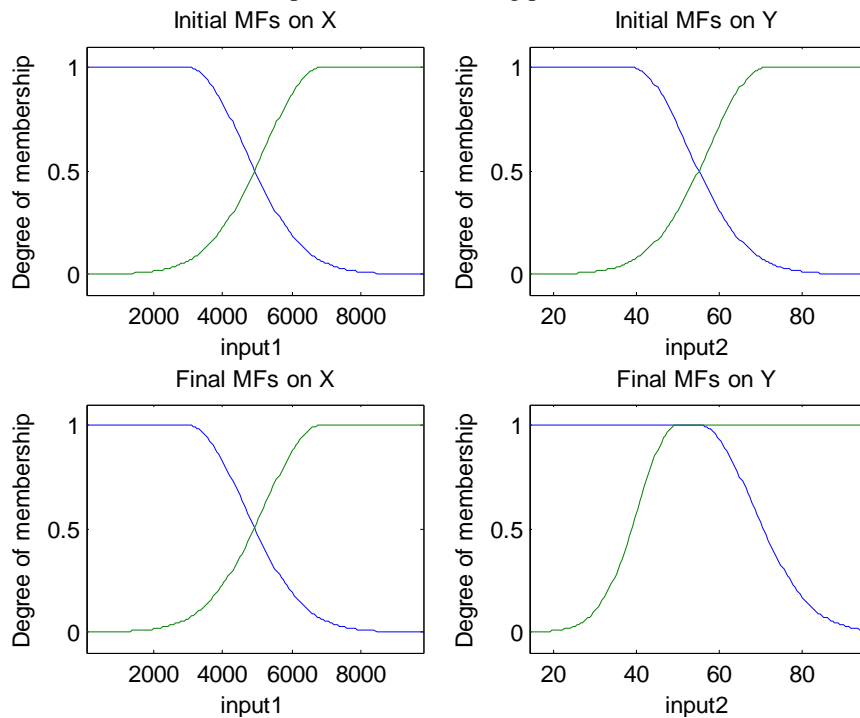 Initial MFs on X
Initial MFs on Y
Degree of membership
1
0.5
0
2000 4000 6000 8000
input1
Degree of membership
1
0.5
0
20 40 60 80
input2
Final MFs on X
Final MFs on Y
Degree of membership
1
0.5
0
2000 4000 6000 8000
input1
Degree of membership
1
0.5
0
20 40 60 80
input2